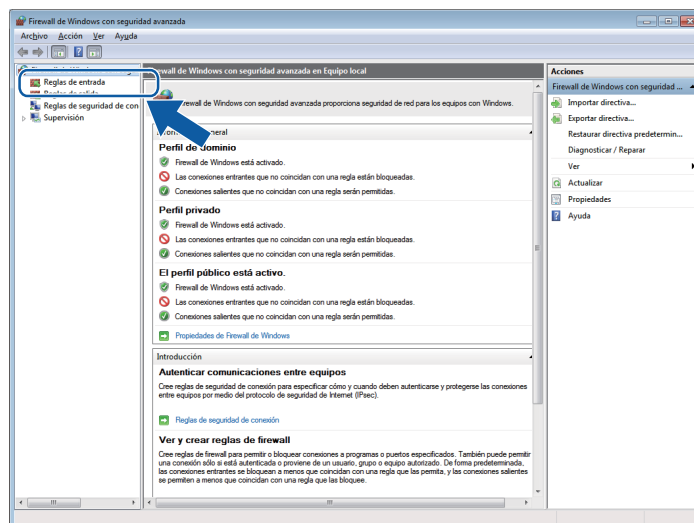 Firewall de Windows con seguridad avanzada
Archivo Acción Ver Ayuda
Reglas de entrada
Reglas de seguridad de con
Supervisión
wall de Windows con seguridad avanzada en Equipo local
Firewall de Windows con seguridad avanzada proporciona seguridad de red para los equipos con Windows.
Perfil de dominio
Firewall de Windows está activado.
Las conexiones entrantes que no coincidan con una regla están bloqueadas.
Conexiones salientes que no coincidan con una regla serán permitidas.
Perfil privado
Firewall de Windows está activado.
Las conexiones entrantes que no coincidan con una regla están bloqueadas.
Conexiones salientes que no coincidan con una regla serán permitidas.
El perfil público está activo.
Firewall de Windows está activado.
Las conexiones entrantes que no coincidan con una regla están bloqueadas.
Conexiones salientes que no coincidan con una regla serán permitidas.
Propiedades de Firewall de Windows
Introducción
Autenticar comunicaciones entre equipos
Cree reglas de seguridad de conexión para especificar cómo y cuando deben autenticarse y protegerse las conexiones
entre equipos por medio del protocolo de seguridad de Internet (IPsec).
Reglas de seguridad de conexión
Ver y crear reglas de firewall
Cree reglas de firewall para permitir o bloquear conexiones a programas o puertos especificados. También puede permitir
una conexión sólo si está autenticada o proviene de un usuario, grupo o equipo autorizado. De forma predeterminada,
las conexiones entrantes se bloquean a menos que coincidan con una regla que las permita, y las conexiones salientes
se permiten a menos que coincidan con una regla que las bloquee.
Acciones
Firewall de Windows con seguridad ...
Importar directiva...
Exportar directiva...
Restaurar directiva predetermin...
Diagnosticar / Reparar
Ver
Actualizar
Propiedades
Ayuda